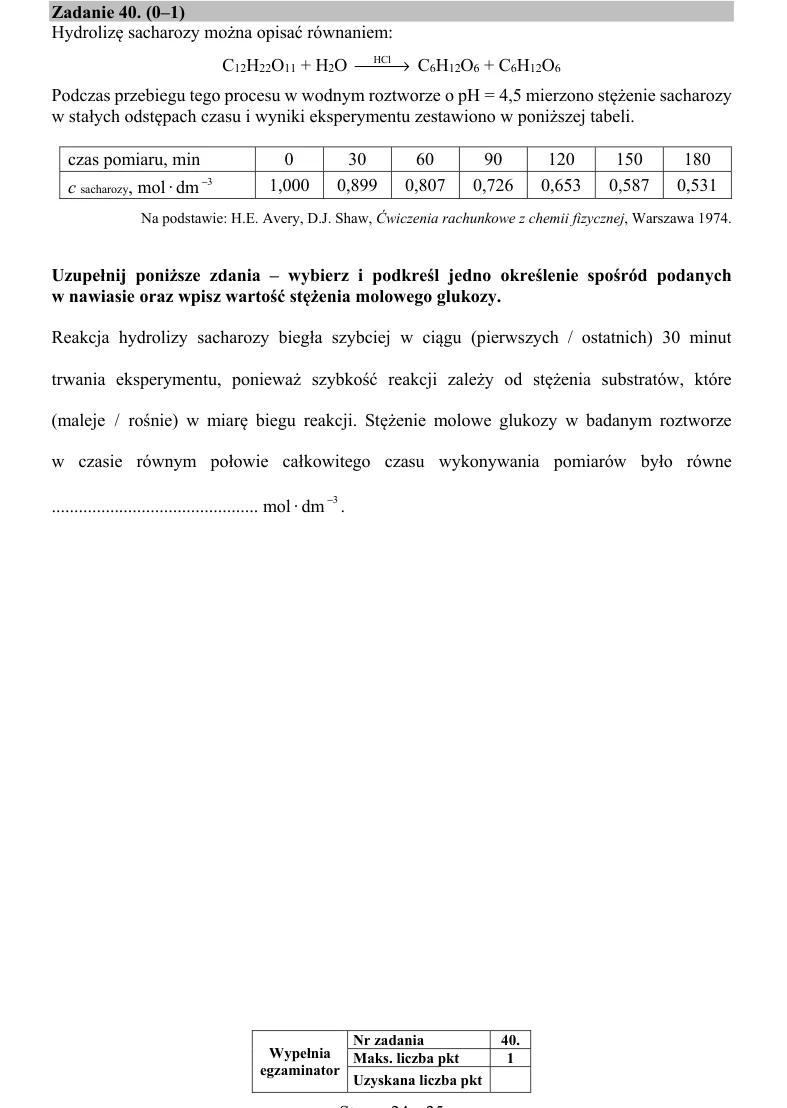 Zadanie 40. (0–1)
Hydrolizę sacharozy można opisać równaniem:
C12H22O11 + H2O HCl → C6H12O6 + C6H12O6
Podczas przebiegu tego procesu w wodnym roztworze o pH = 4,5 mierzono stężenie sacharozy
w stałych odstępach czasu i wyniki eksperymentu zestawiono w poniższej tabeli.
czas pomiaru, min 0 30 60 90 120 150 180
c sacharozy, mol · dm −3 1,000 0,899 0,807 0,726 0,653 0,587 0,531
Na podstawie: H.E. Avery, D.J. Shaw, Ćwiczenia rachunkowe z chemii fizycznej, Warszawa 1974.
Uzupełnij poniższe zdania – wybierz i podkreśl jedno określenie spośród podanych
w nawiasie oraz wpisz wartość stężenia molowego glukozy.
Reakcja hydrolizy sacharozy biegła szybciej w ciągu (pierwszych / ostatnich) 30 minut
trwania eksperymentu, ponieważ szybkość reakcji zależy od stężenia substratów, które
(maleje / rośnie) w miarę biegu reakcji. Stężenie molowe glukozy w badanym roztworze
w czasie równym połowie całkowitego czasu wykonywania pomiarów było równe
.............................................. mol · dm −3 .
Wypełnia egzaminator
Nr zadania 40.
Maks. liczba pkt 1
Uzyskana liczba pkt